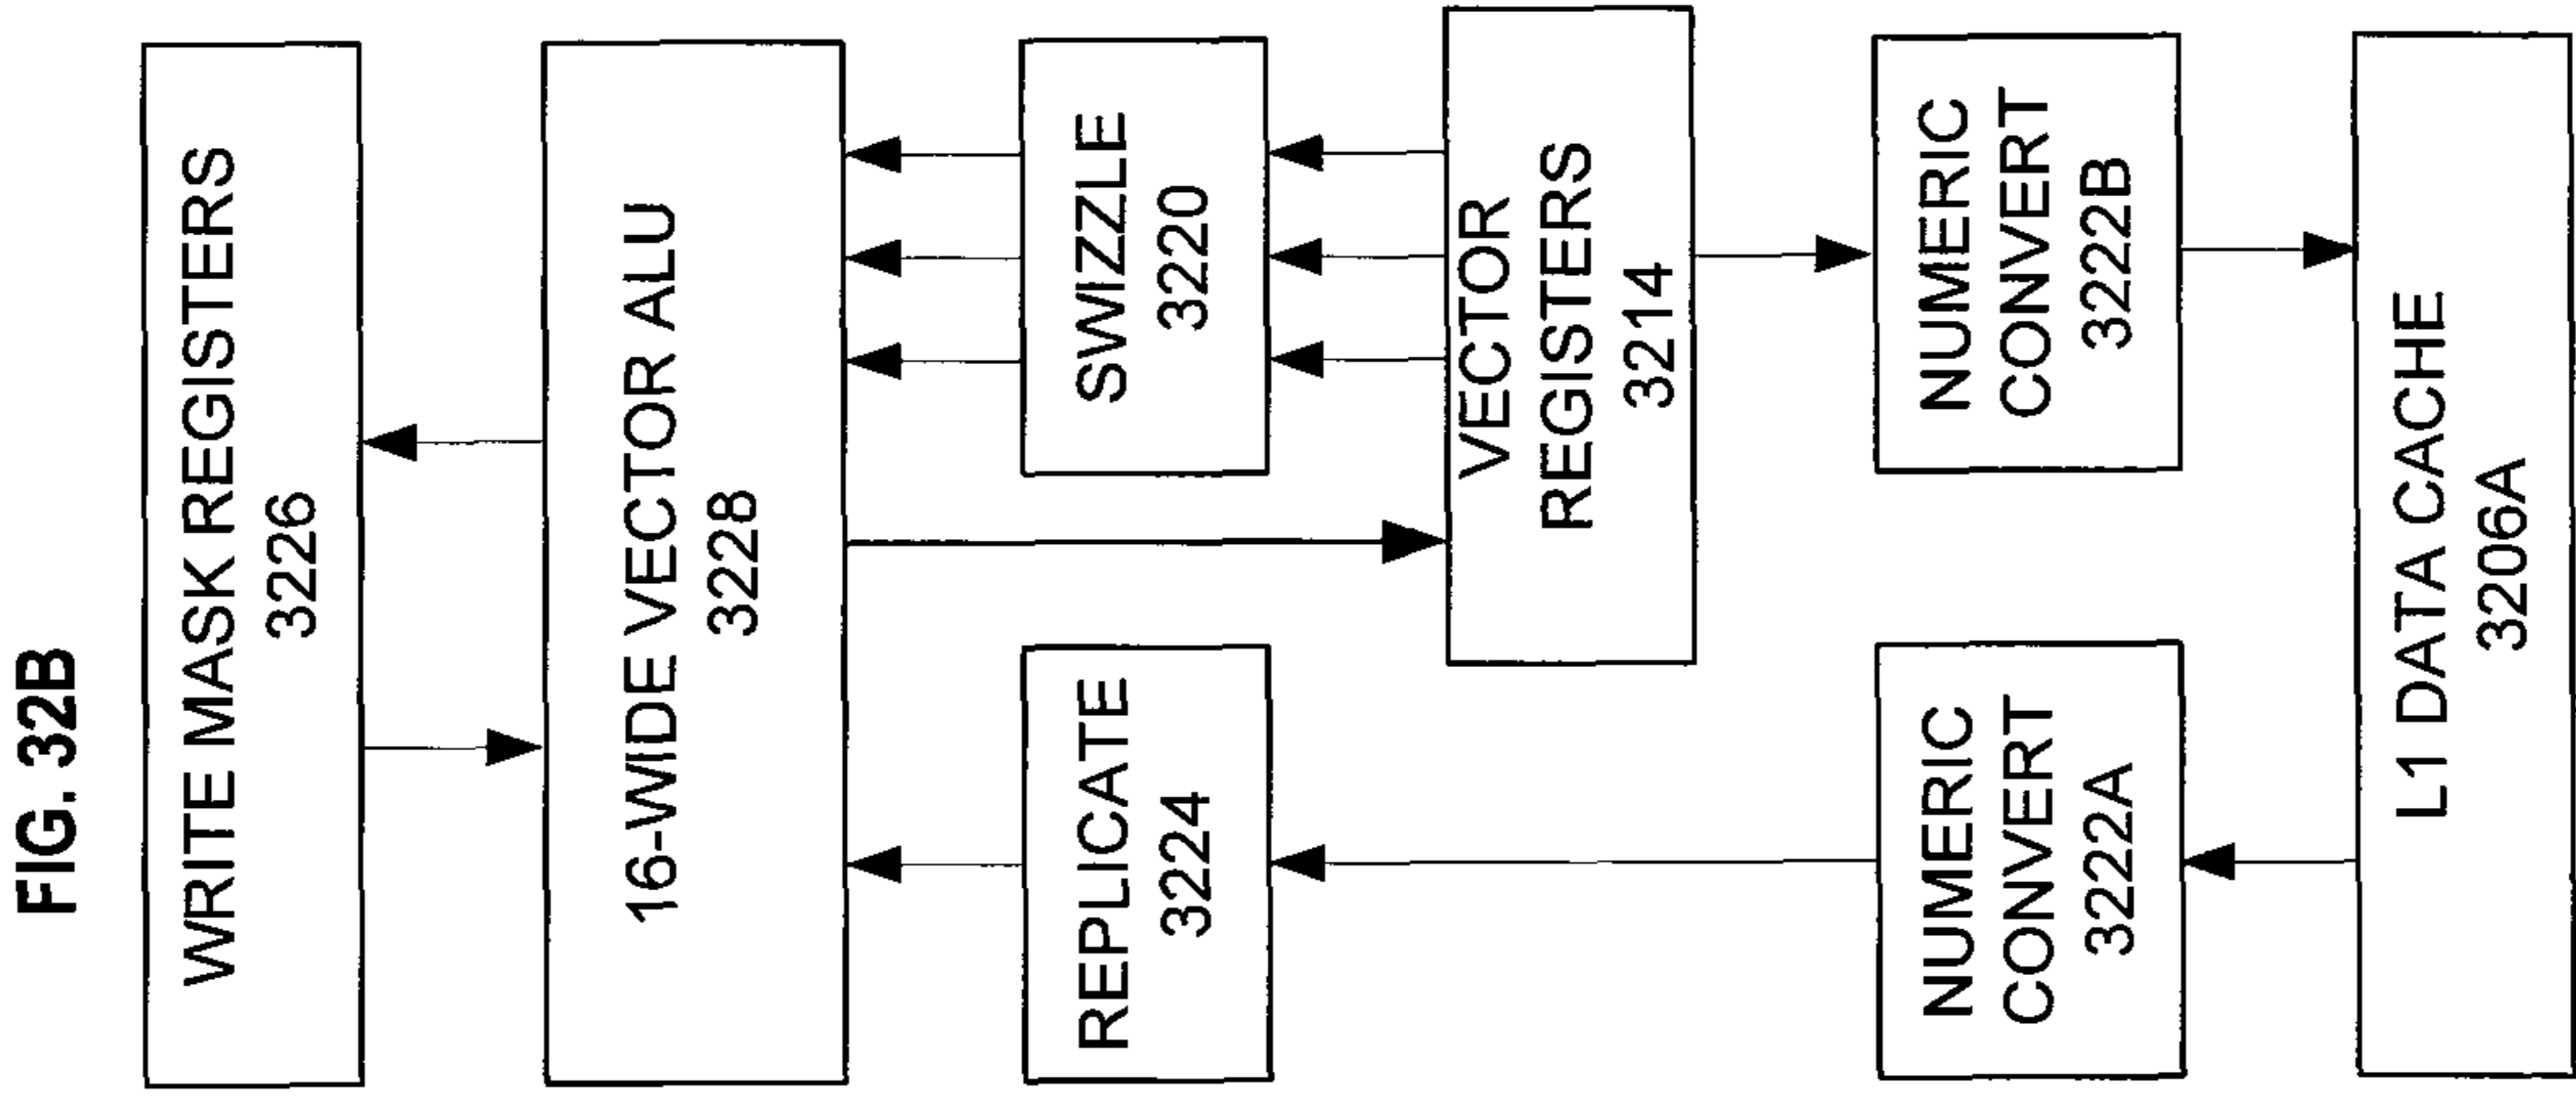 FIG. 32B
WRITE MASK REGISTERS
3226
16-WIDE VECTOR ALU
3228
REPLICATE
3224
SWIZZLE
3220
VECTOR
REGISTERS
3214
NUMERIC
CONVERT
3222A
NUMERIC
CONVERT
3222B
L1 DATA CACHE
3206A